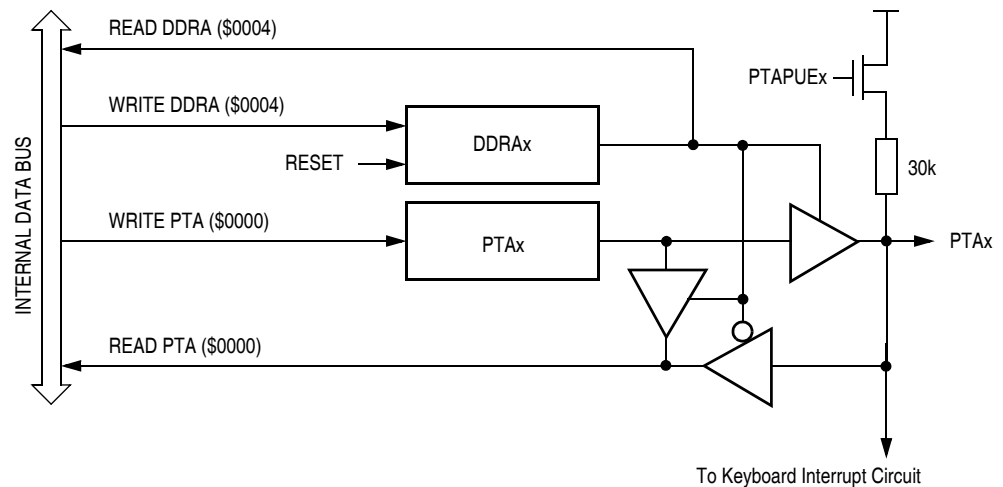 READ DDRA ($0004)
PTAPUEx
WRITE DDRA ($0004)
DDRAx
RESET
30k
INTERNAL DATA BUS
WRITE PTA ($0000)
PTAx
PTAx
READ PTA ($0000)
To Keyboard Interrupt Circuit